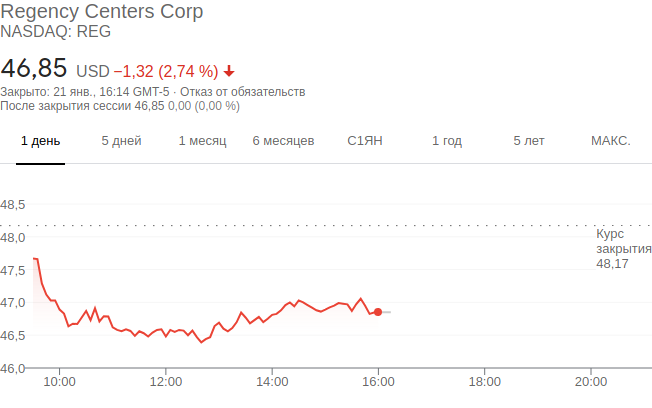 Regency Centers Corp
NASDAQ: REG
46,85 USD −1,32 (2,74 %)
Закрыто: 21 янв., 16:14 GMT-5 · Отказ от обязательств
После закрытия сессии 46,85 0,00 (0,00 %)
1 день 5 дней 1 месяц 6 месяцев С1ЯН 1 год 5 лет МАКС.
48,5
Курс
48,0
закрытия
48,17
47,5
47,0
46,5
46,0
10:00 12:00 14:00 16:00 18:00 20:00